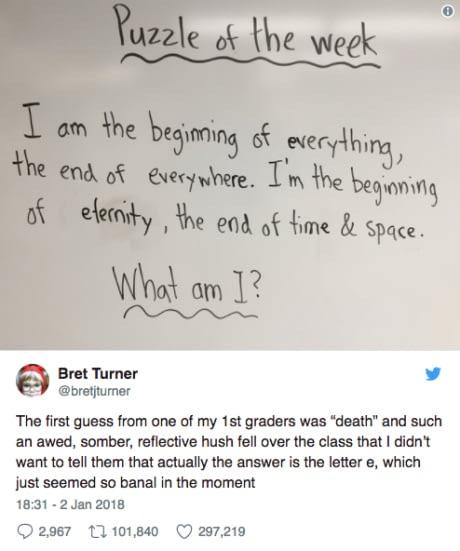 Puzzle of the week
I am the beginning of everything,
the end of everywhere. I'm the beginning
of eternity, the end of time & space.
What am I?
Bret Turner
@bretjturner
The first guess from one of my 1st graders was “death” and such
an awed, somber, reflective hush fell over the class that I didn't
want to tell them that actually the answer is the letter e, which
just seemed so banal in the moment
18:31 - 2 Jan 2018
2,967 101,840 297,219